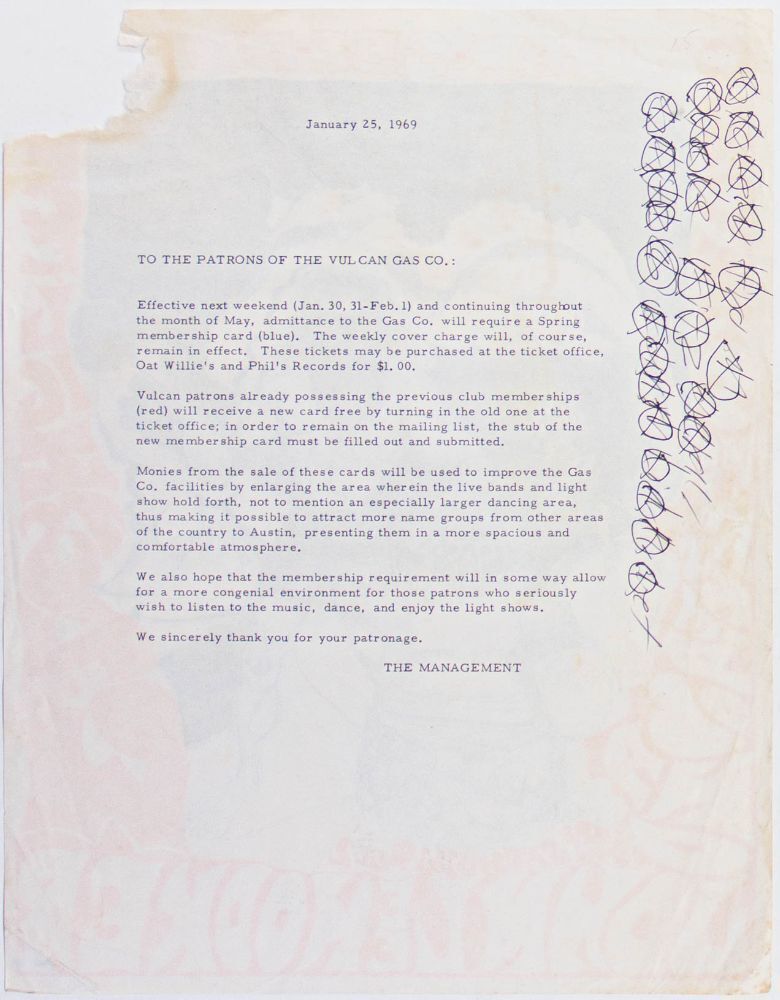 January 25, 1969
TO THE PATRONS OF THE VULCAN GAS CO.:
Effective next weekend (Jan. 30, 31-Feb. 1) and continuing throughout
the month of May, admittance to the Gas Co. will require a Spring
membership card (blue). The weekly cover charge will, of course,
remain in effect. These tickets may be purchased at the ticket office,
Oat Willie's and Phil's Records for $1.00.
Vulcan patrons already possessing the previous club memberships
(red) will receive a new card free by turning in the old one at the
ticket office; in order to remain on the mailing list, the stub of the
new membership card must be filled out and submitted.
Monies from the sale of these cards will be used to improve the Gas
Co. facilities by enlarging the area wherein the live bands and light
show hold forth, not to mention an especially larger dancing area,
thus making it possible to attract more name groups from other areas
of the country to Austin, presenting them in a more spacious and
comfortable atmosphere.
We also hope that the membership requirement will in some way allow
for a more congenial environment for those patrons who seriously
wish to listen to the music, dance, and enjoy the light shows.
We sincerely thank you for your patronage.
THE MANAGEMENT